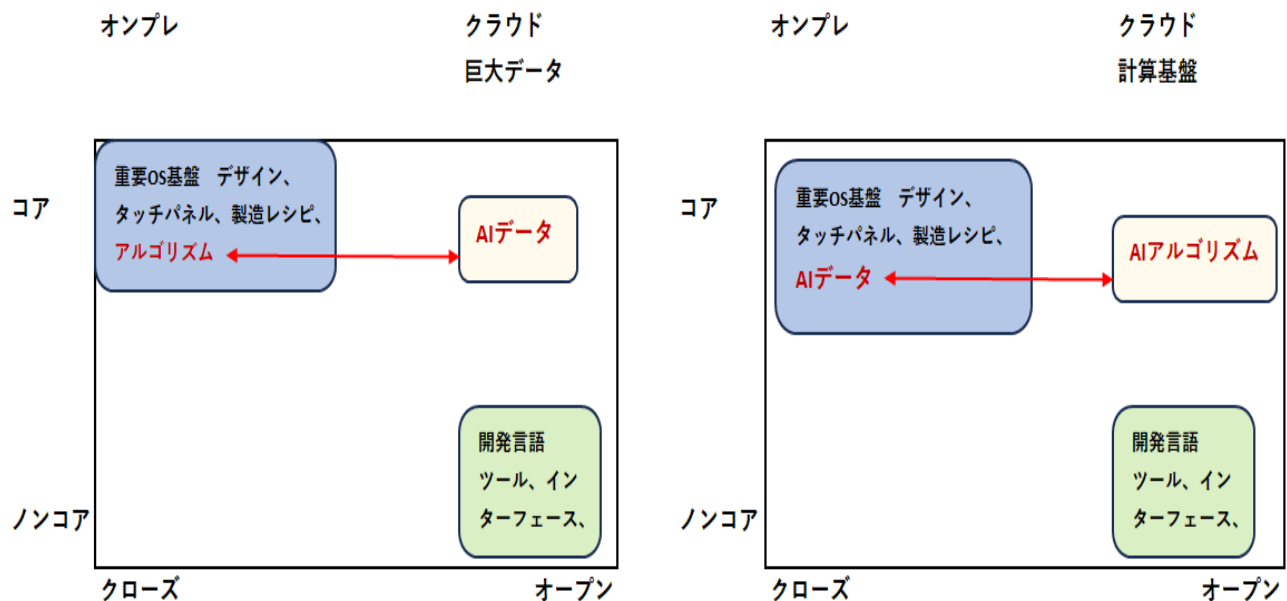 オンプレ
クラウド
巨大データ
コア
重要OS基盤　デザイン、
タッチパネル、製造レシピ、
アルゴリズム
AIデータ
開発言語
ツール、イン
ターフェース、
ノンコア
クローズ
オープン
オンプレ
クラウド
計算基盤
コア
重要OS基盤　デザイン、
タッチパネル、製造レシピ、
AIデータ
AIアルゴリズム
開発言語
ツール、イン
ターフェース、
ノンコア
クローズ
オープン